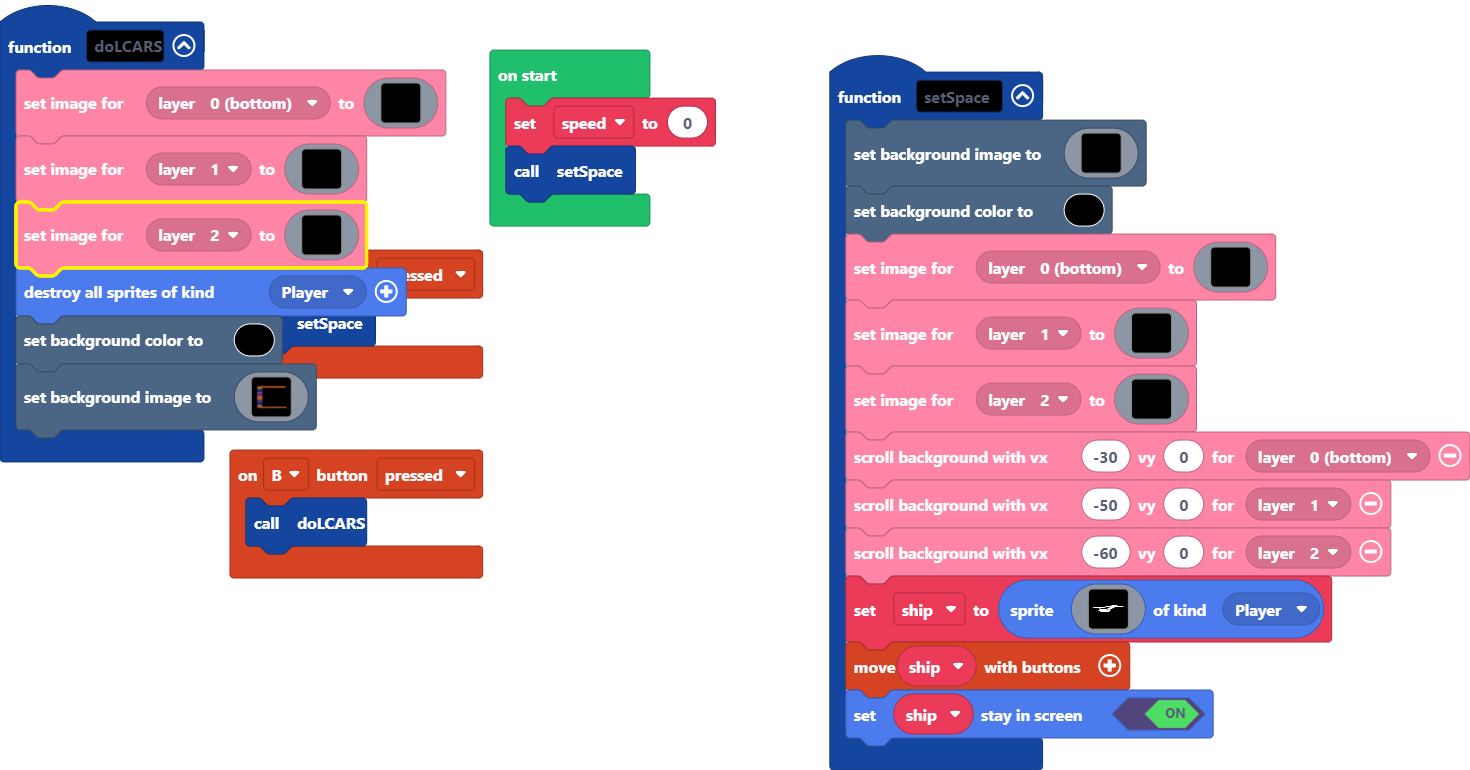 function doLCARS
set image for layer 0 (bottom) to
set image for layer 1 to
set image for layer 2 to
destroy all sprites of kind Player
set background color to
set background image to
on start
set speed to 0
call setSpace
pressed
setSpace
on B button pressed
call doLCARS
function setSpace
set background image to
set background color to
set image for layer 0 (bottom) to
set image for layer 1 to
set image for layer 2 to
scroll background with vx -30 vy 0 for layer 0 (bottom)
scroll background with vx -50 vy 0 for layer 1
scroll background with vx -60 vy 0 for layer 2
set ship to sprite of kind Player
move ship with buttons
set ship stay in screen ON